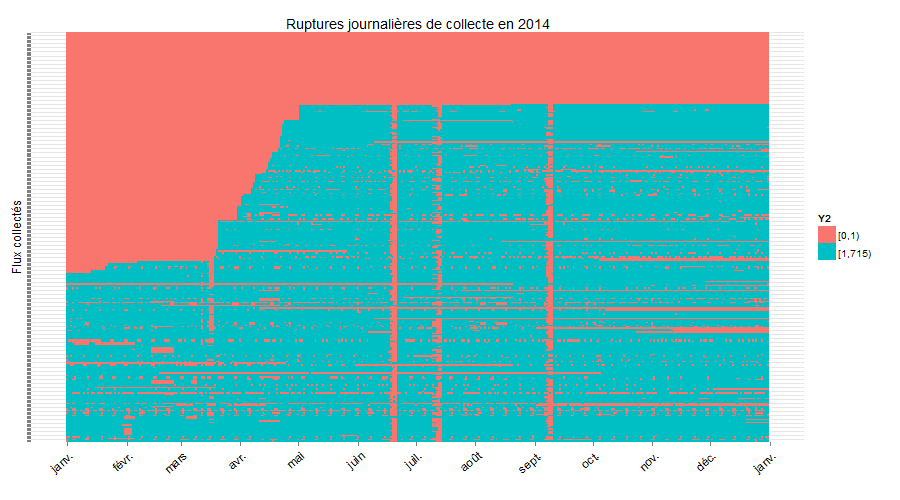 Ruptures journalières de collecte en 2014
Flux collectés
Y2
[0,1)
[1,715)
janv.
févr.
mars
avr.
mai
juin
juil.
août
sept.
oct.
nov.
déc.
janv.